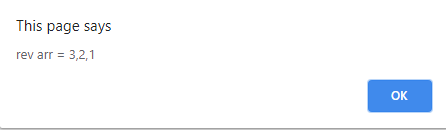 This page says
rev arr = 3,2,1
OK